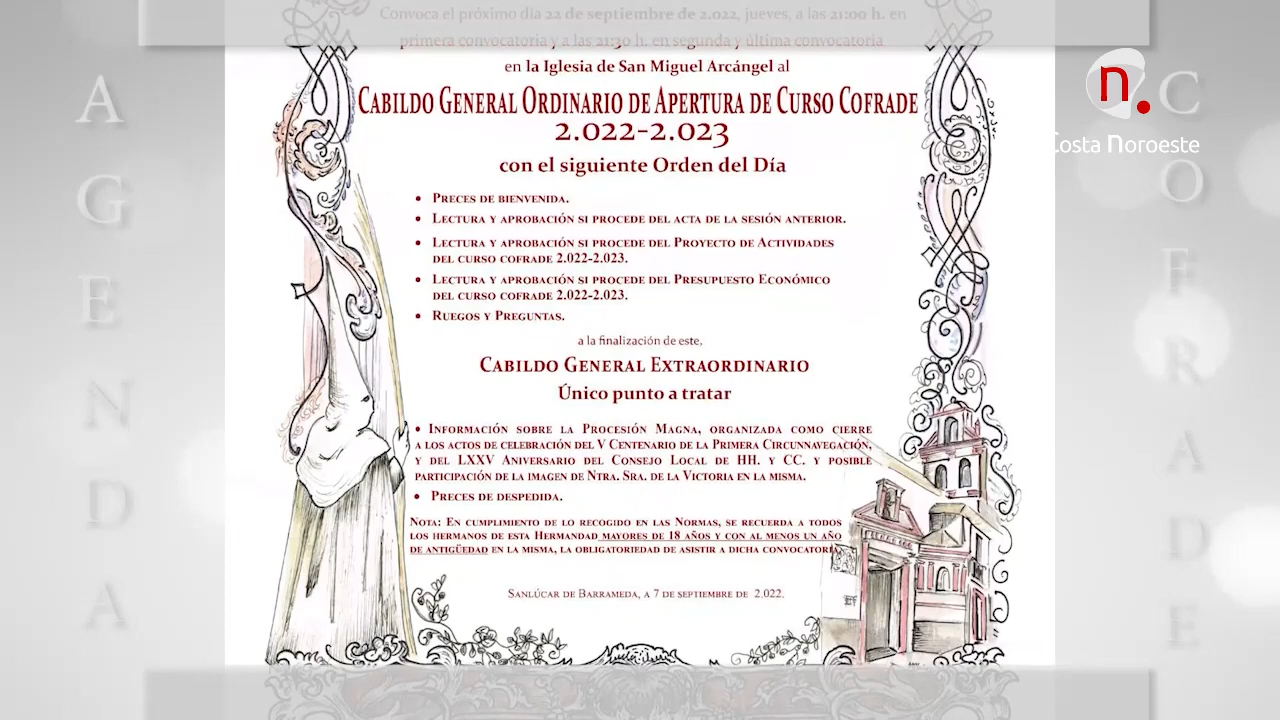 Convoca el próximo día 22 de septiembre de 2.022, jueves, a las 21:00 h. en
primera convocatoria y a las 21:30 h. en segunda y última convocatoria
en la Iglesia de San Miguel Arcángel al
CABILDO GENERAL ORDINARIO DE APERTURA DE CURSO COFRADE
2.022-2.023
con el siguiente Orden del Día
• PRECES DE BIENVENIDA.
• LECTURA Y APROBACIÓN SI PROCEDE DEL ACTA DE LA SESIÓN ANTERIOR.
• LECTURA Y APROBACIÓN SI PROCEDE DEL PROYECTO DE ACTIVIDADES
DEL CURSO COFRADE 2.022-2.023.
• LECTURA Y APROBACIÓN SI PROCEDE DEL PRESUPUESTO ECONÓMICO
DEL CURSO COFRADE 2.022-2.023.
• RUEGOS Y PREGUNTAS.
a la finalización de este,
CABILDO GENERAL EXTRAORDINARIO
Único punto a tratar
• INFORMACIÓN SOBRE LA PROCESIÓN MAGNA, ORGANIZADA COMO CIERRE
A LOS ACTOS DE CELEBRACIÓN DEL V CENTENARIO DE LA PRIMERA CIRCUNNAVEGACIÓN,
Y DEL LXXV ANIVERSARIO DEL CONSEJO LOCAL DE HH. Y CC. Y POSIBLE
PARTICIPACIÓN DE LA IMAGEN DE NTRA. SRA. DE LA VICTORIA EN LA MISMA.
• PRECES DE DESPEDIDA.
NOTA: EN CUMPLIMIENTO DE LO RECOGIDO EN LAS NORMAS, SE RECUERDA A TODOS
LOS HERMANOS DE ESTA HERMANDAD MAYORES DE 18 AÑOS Y CON AL MENOS UN AÑO
DE ANTIGÜEDAD EN LA MISMA, LA OBLIGATORIEDAD DE ASISTIR A DICHA CONVOCATORIA.
SANLÚCAR DE BARRAMEDA, A 7 DE SEPTIEMBRE DE 2.022.
AGENDA
COFRADE
n.
Costa Noroeste